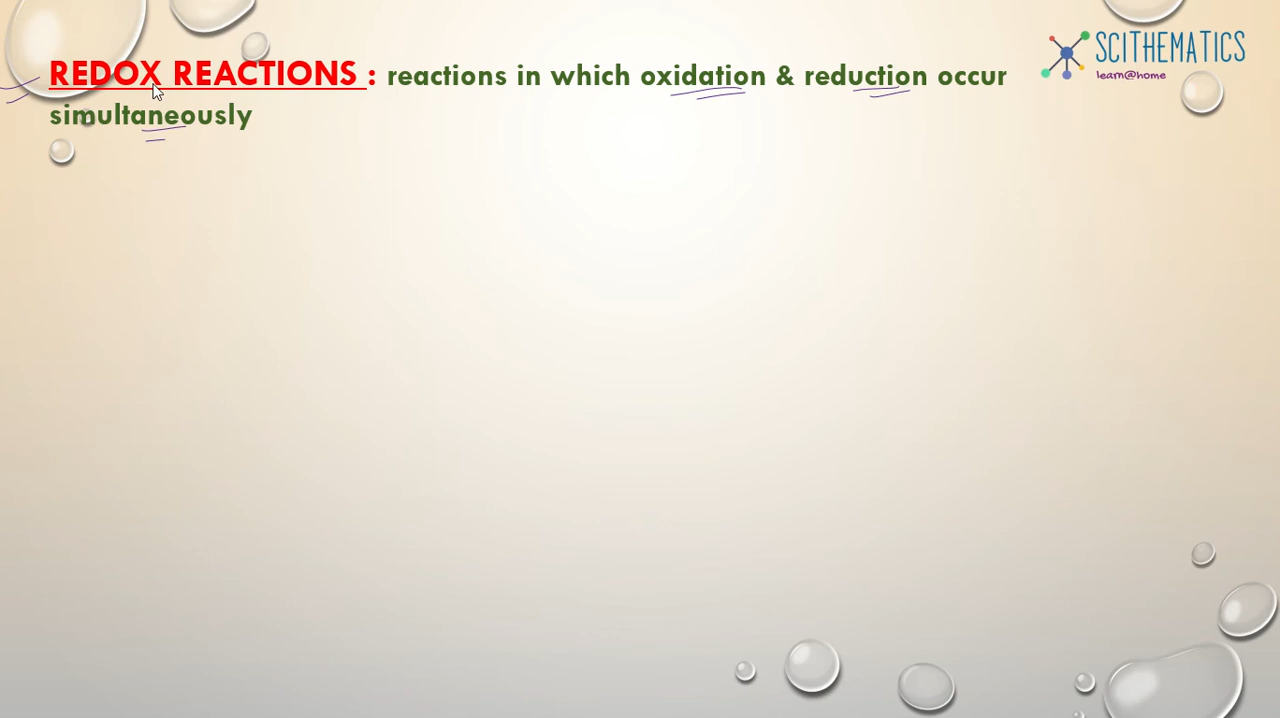 REDOX REACTIONS : reactions in which oxidation & reduction occur
simultaneously
SCITHEMATICS
learn@home